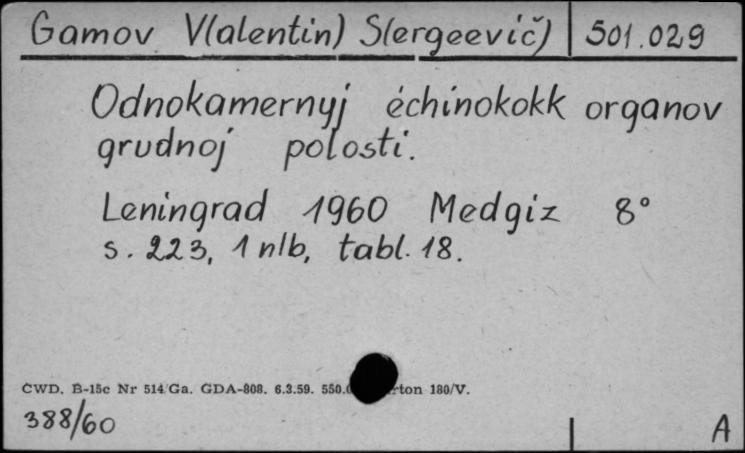 Gamov V(alentin) S(ergeevič) 501.029
Odnokamernyj échinokokk organov
grudnoj polosti.
Leningrad 1960 Medgiz 8°
s. 223, 1 nlb, tabl. 18.
CWD. B-15c Nr 514/Ga. GDA-808. 6.3.59. 550. rton 180/V.
388/60 A